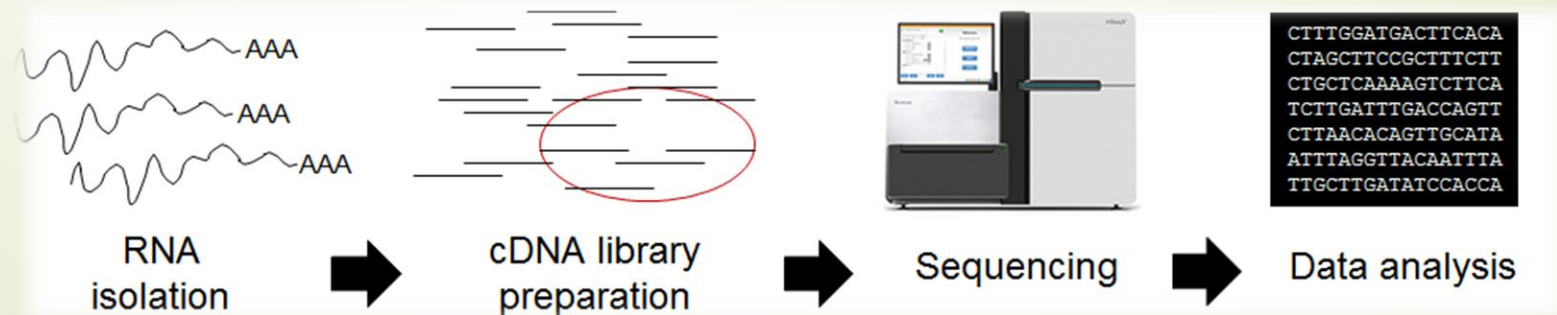 AAA
AAA
AAA
CTTTGGATGACTTCACA
CTAGCTTCCGCTTTCTT
CTGCTCAAAAGTCTTCA
TCTTGATTTGACCAGTT
CTTAACACAGTTGCATA
ATTTAGGTTACAATTTA
TTGCTTGATATCCACCA
RNA
isolation
cDNA library
preparation
Sequencing
Data analysis